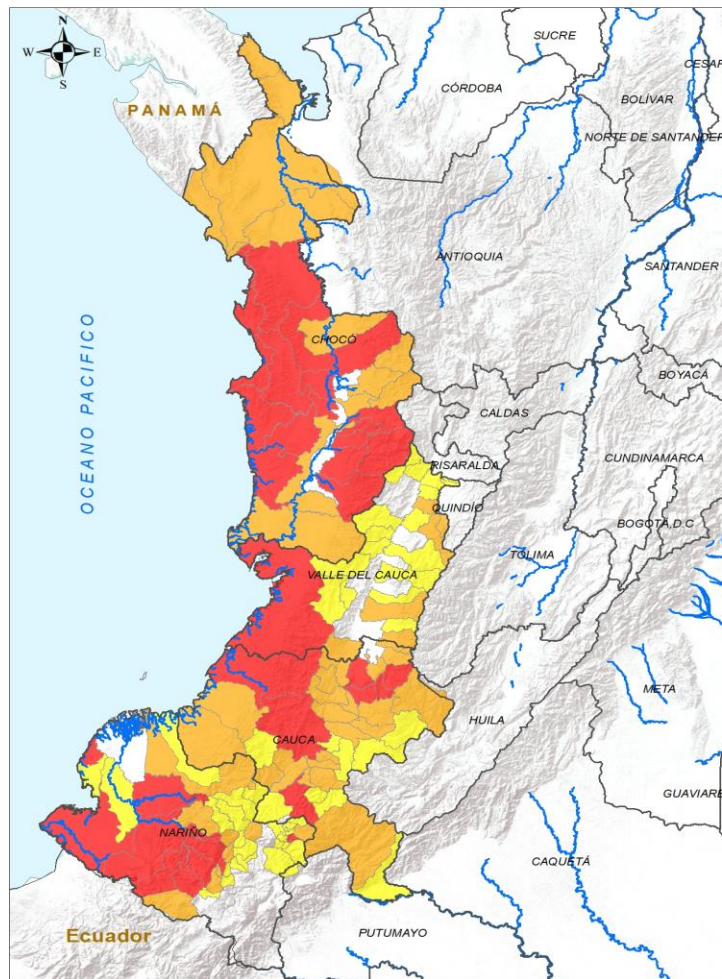 N
W E
S
SUCRE
CESAR
CÓRDOBA
BOLÍVAR
PANAMÁ
NORTE DE SANTANDER
ANTIOQUIA
SANTANDER
OCEANO PACIFICO
CHOCÓ
BOYACÁ
CALDAS
CUNDINAMARCA
RISARALDA
QUINDÍO
BOGOTÁ,D.C
TOLIMA
VALLE DEL CAUCA
META
HUILA
CAUCA
GUAVIARE
NARIÑO
CAQUETÁ
PUTUMAYO
Ecuador